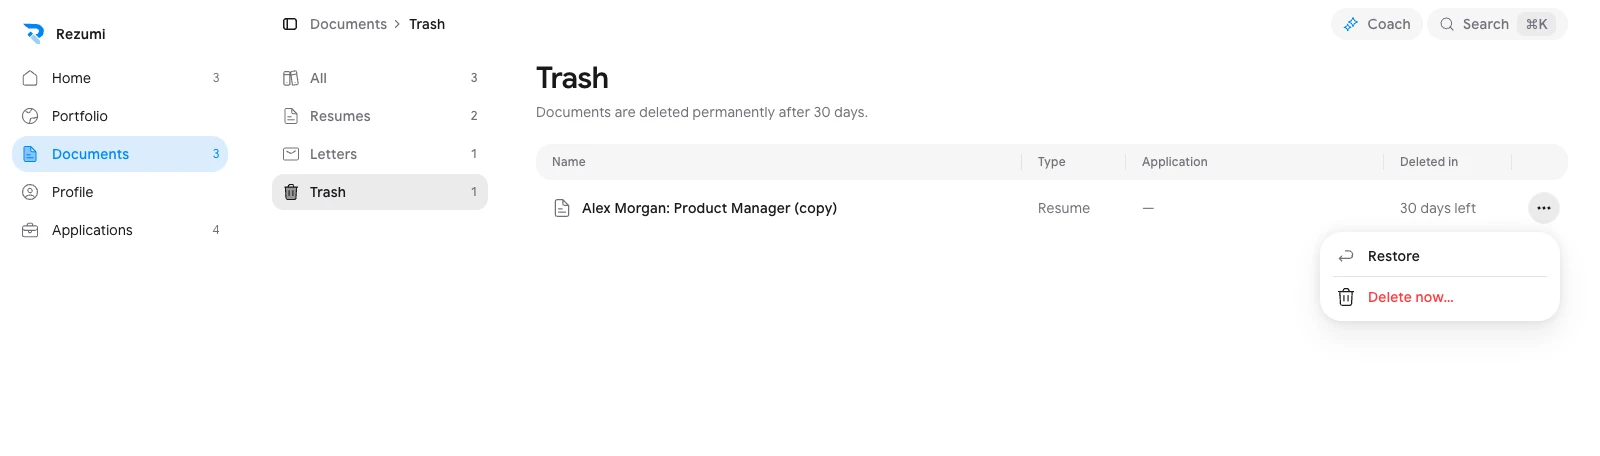 Rezumi
Home 3
Portfolio
Documents 3
Profile
Applications 4
Documents > Trash
All 3
Resumes 2
Letters 1
Trash 1
Coach
Search ⌘K
Trash
Documents are deleted permanently after 30 days.
Name Type Application Deleted in
Alex Morgan: Product Manager (copy) Resume — 30 days left
Restore
Delete now...